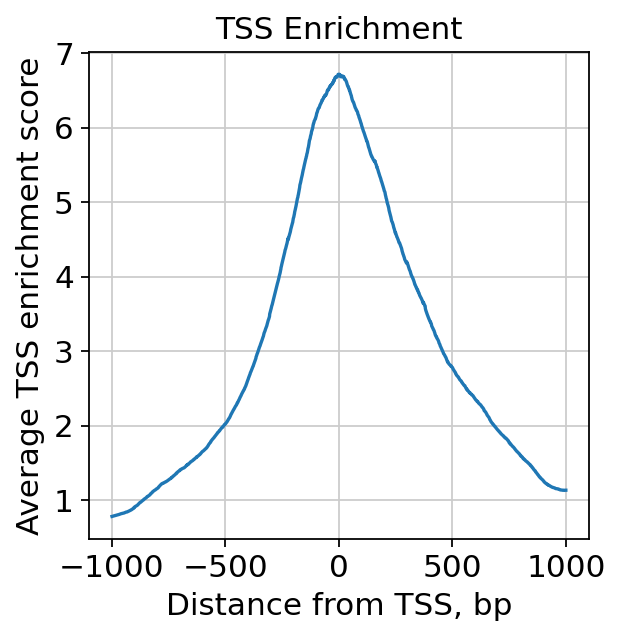 TSS Enrichment
Average TSS enrichment score
7
6
5
4
3
2
1
−1000 −500 0 500 1000
Distance from TSS, bp